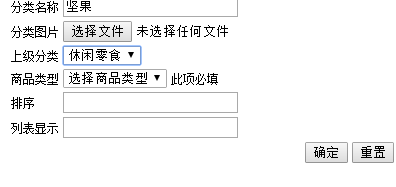 分类名称 坚果
分类图片 选择文件 未选择任何文件
上级分类 休闲零食
商品类型 选择商品类型 此项必填
排序
列表显示
确定 重置